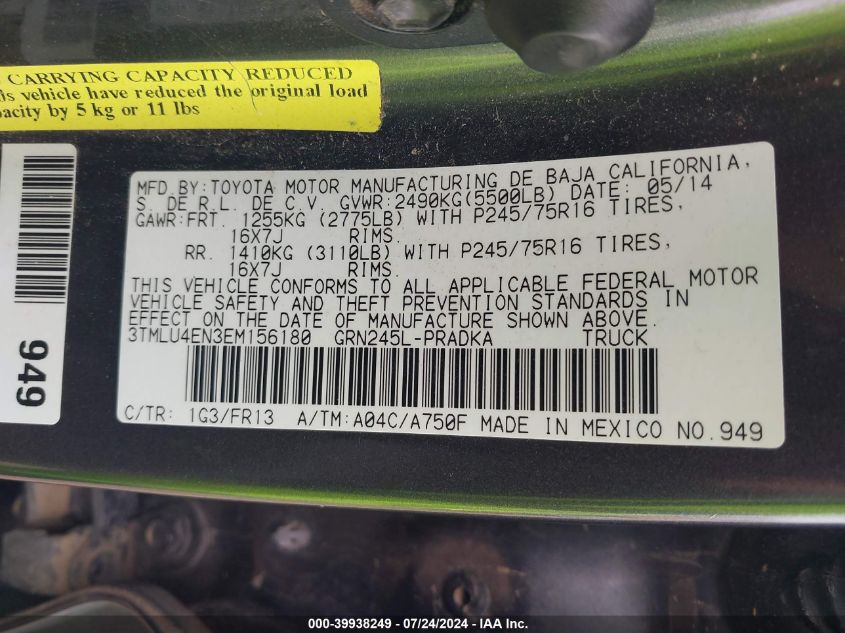 CARRYING CAPACITY REDUCED
is vehicle have reduced the original load
pacity by 5 kg or 11 lbs
949
MFD.BY:TOYOTA MOTOR MANUFACTURING DE BAJA CALIFORNIA,
S. DE R.L. DE C.V. GVWR:2490KG(5500LB) DATE: 05/14
GAWR:FRT. 1255KG (2775LB) WITH P245/75R16 TIRES,
16X7J RIMS.
RR. 1410KG (3110LB) WITH P245/75R16 TIRES,
16X7J RIMS.
THIS VEHICLE CONFORMS TO ALL APPLICABLE FEDERAL MOTOR
VEHICLE SAFETY AND THEFT PREVENTION STANDARDS IN
EFFECT ON THE DATE OF MANUFACTURE SHOWN ABOVE.
3TMLU4EN3EM156180 GRN245L-PRADKA TRUCK
C/TR: 1G3/FR13 A/TM:A04C/A750F MADE IN MEXICO NO.949
000-39938249 - 07/24/2024 - IAA Inc.